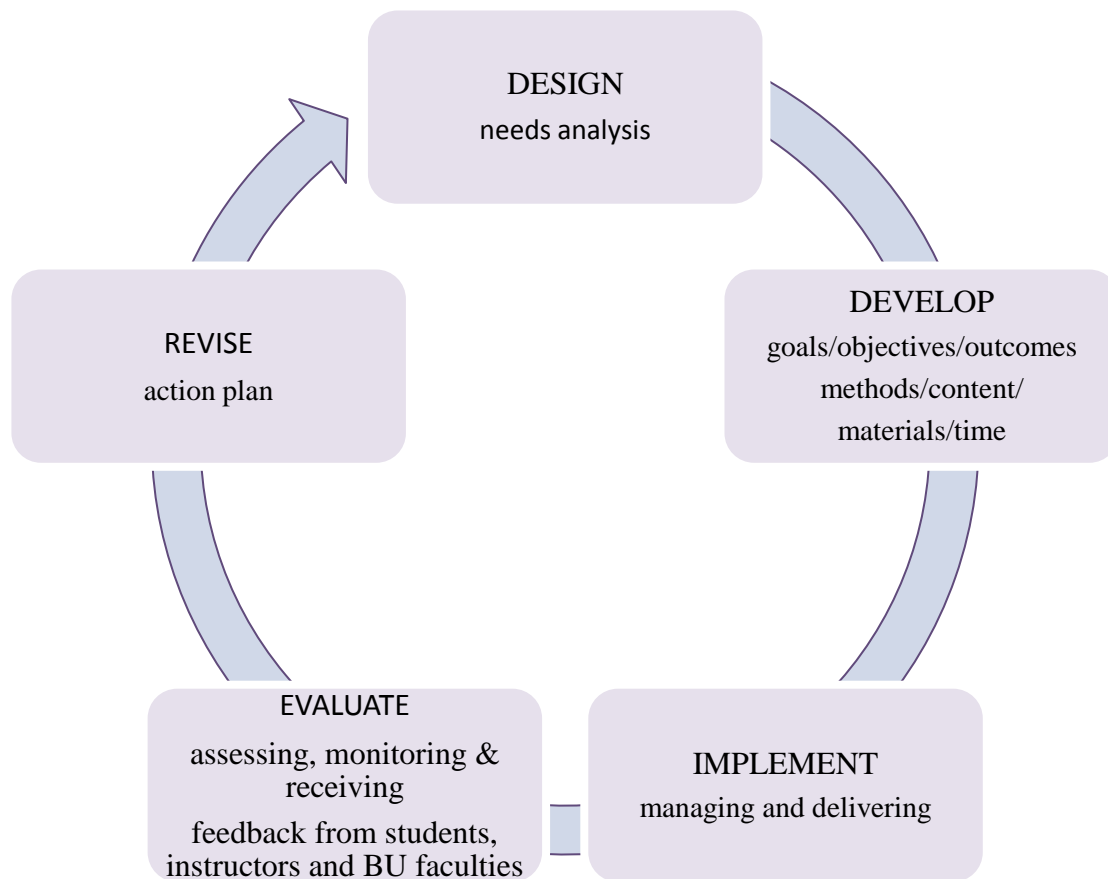 DESIGN
needs analysis
DEVELOP
goals/objectives/outcomes
methods/content/
materials/time
IMPLEMENT
managing and delivering
EVALUATE
assessing, monitoring &
receiving
feedback from students,
instructors and BU faculties
REVISE
action plan